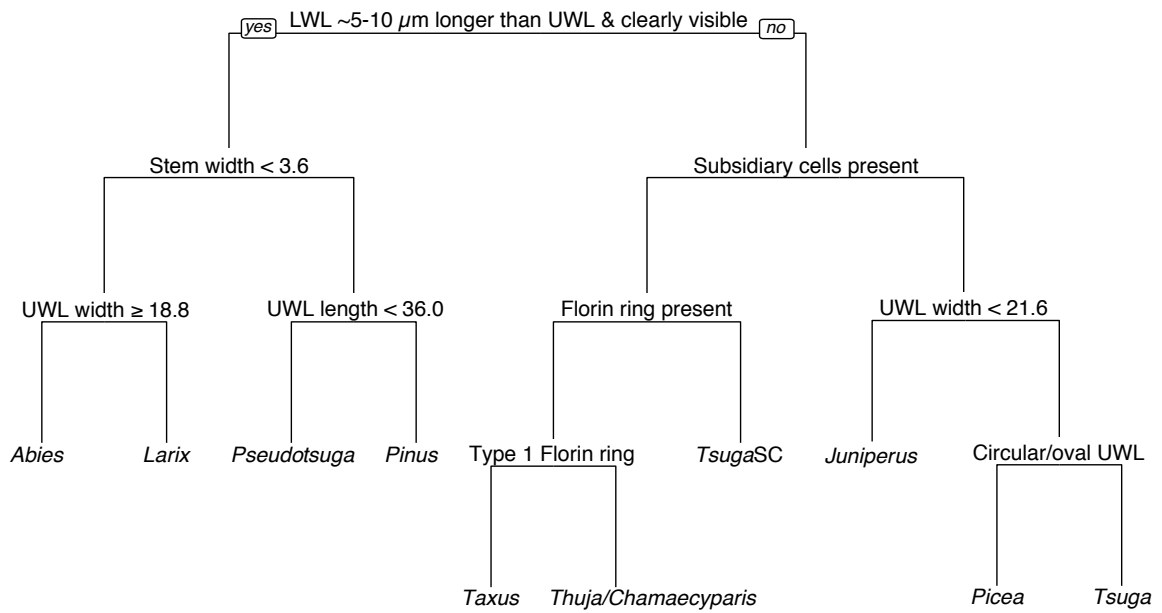 LWL ~5-10 µm longer than UWL & clearly visible
yes
no
Stem width < 3.6
Subsidiary cells present
UWL width ≥ 18.8
UWL length < 36.0
Florin ring present
UWL width < 21.6
Abies
Larix
Pseudotsuga
Pinus
Type 1 Florin ring
TsugaSC
Juniperus
Circular/oval UWL
Taxus
Thuja/Chamaecyparis
Picea
Tsuga